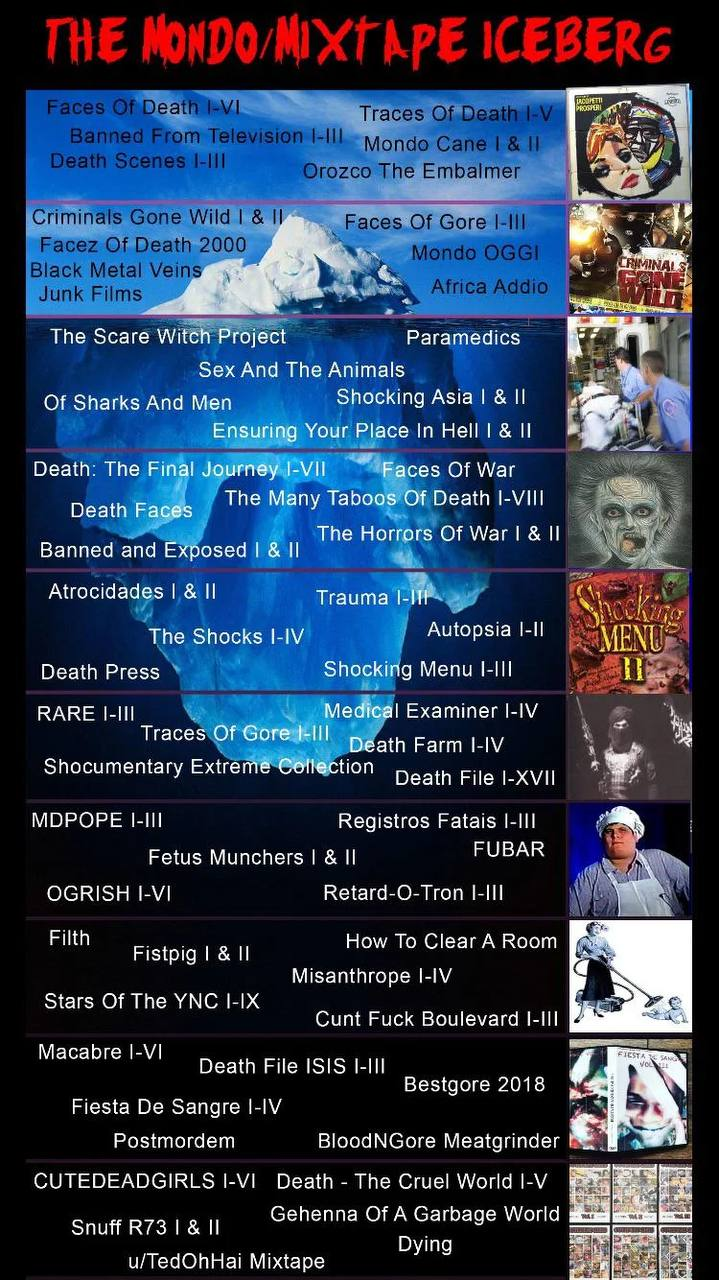 THE MONDO/MIXTAPE ICEBERG
Faces Of Death I-VI
Traces Of Death I-V
Banned From Television I-III
Mondo Cane I & II
Death Scenes I-III
Orozco The Embalmer
JACOPETTI
PROSPERI
Criminals Gone Wild I & II
Faces Of Gore I-III
Facez Of Death 2000
Mondo OGGI
Black Metal Veins
Africa Addio
Junk Films
CRIMINALS
GONE
WILD
The Scare Witch Project
Paramedics
Sex And The Animals
Of Sharks And Men
Shocking Asia I & II
Ensuring Your Place In Hell I & II
Death: The Final Journey I-VII
Faces Of War
The Many Taboos Of Death I-VIII
Death Faces
The Horrors Of War I & II
Banned and Exposed I & II
Atrocidades I & II
Trauma I-III
The Shocks I-IV
Autopsia I-II
Death Press
Shocking Menu I-III
Shocking
MENU
II
RARE I-III
Medical Examiner I-IV
Traces Of Gore I-III
Death Farm I-IV
Shocumentary Extreme Collection
Death File I-XVII
MDPOPE I-III
Registros Fatais I-III
Fetus Munchers I & II
FUBAR
OGRISH I-VI
Retard-O-Tron I-III
Filth
How To Clear A Room
Fistpig I & II
Misanthrope I-IV
Stars Of The YNC I-IX
Cunt Fuck Boulevard I-III
Macabre I-VI
Death File ISIS I-III
Bestgore 2018
Fiesta De Sangre I-IV
Postmordem
BloodNGore Meatgrinder
FIESTA DE SANGRE
CUTEDEADGIRLS I-VI
Death - The Cruel World I-V
Gehenna Of A Garbage World
Snuff R73 I & II
Dying
u/TedOhHai Mixtape